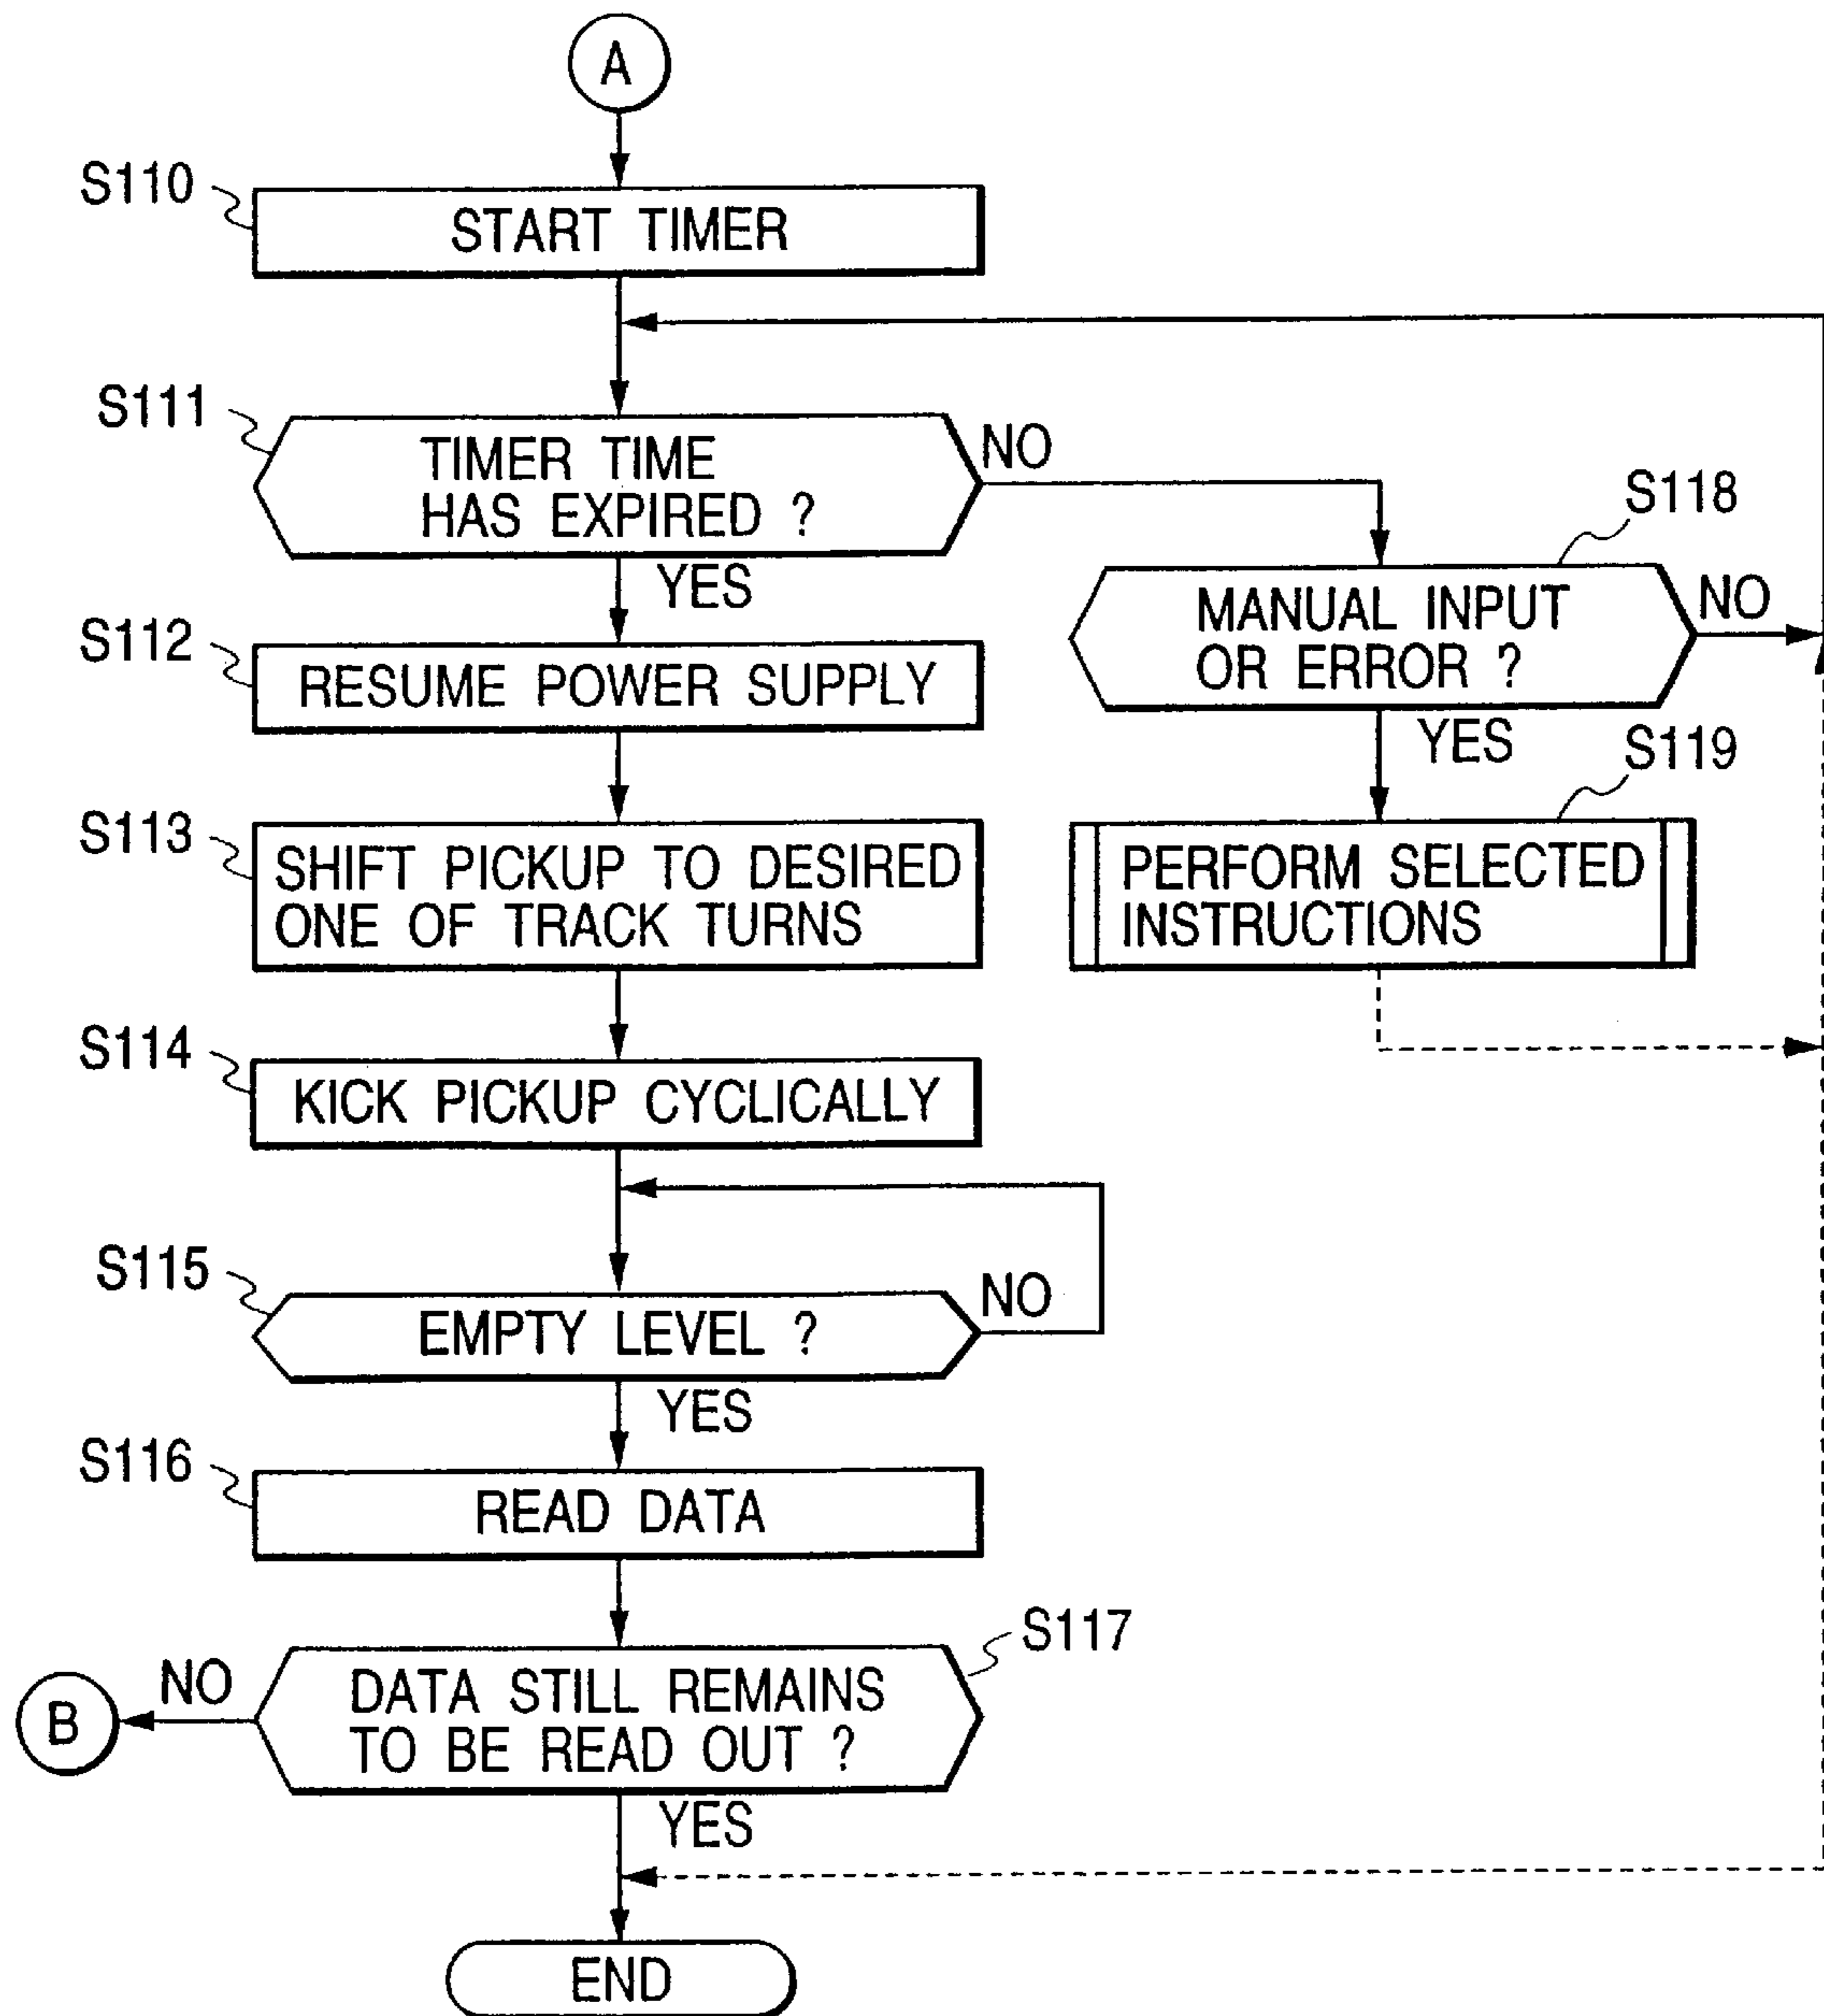 A
S110
START TIMER
S111
TIMER TIME
HAS EXPIRED ?
NO
YES
S118
MANUAL INPUT
OR ERROR ?
NO
YES
S112
RESUME POWER SUPPLY
S119
PERFORM SELECTED
INSTRUCTIONS
S113
SHIFT PICKUP TO DESIRED
ONE OF TRACK TURNS
S114
KICK PICKUP CYCLICALLY
S115
EMPTY LEVEL ?
NO
YES
S116
READ DATA
S117
DATA STILL REMAINS
TO BE READ OUT ?
NO
B
YES
END